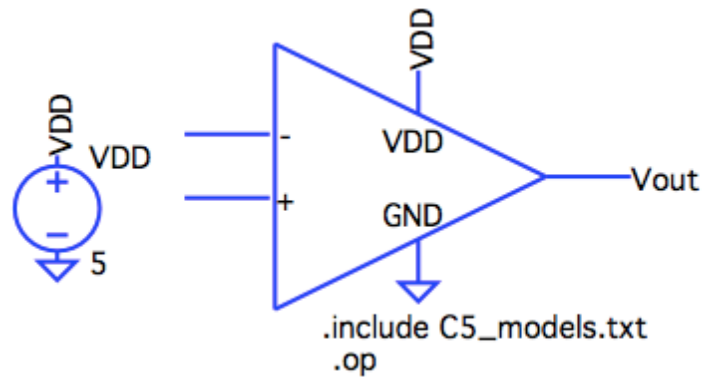 VDD
VDD
VDD
+
-
5
-
+
VDD
GND
Vout
.include C5_models.txt
.op